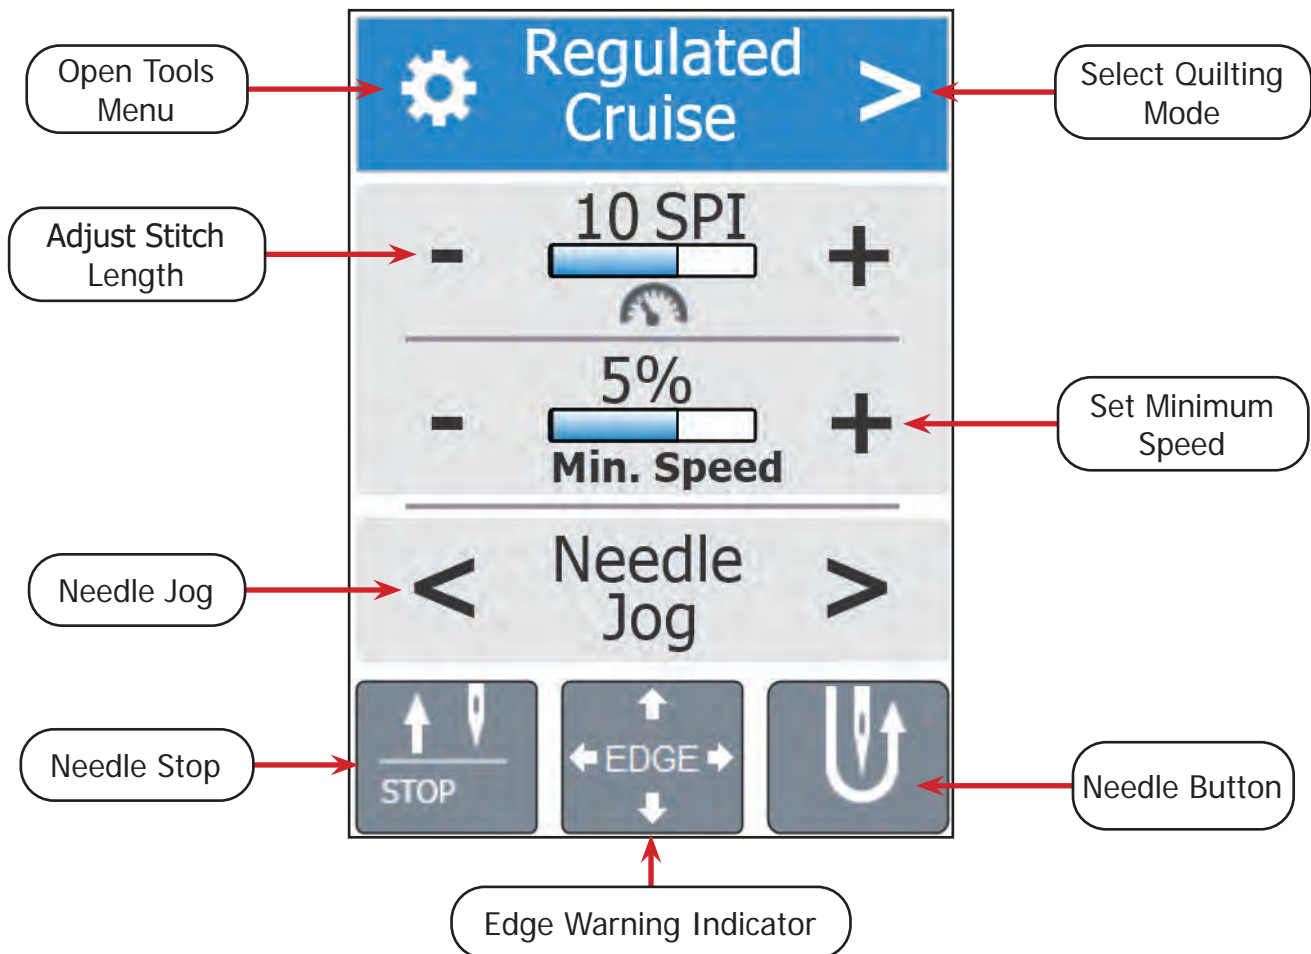 Open Tools
Menu
Regulated
Cruise
>
Select Quilting
Mode
Adjust Stitch
Length
-
10 SPI
+
-
5%
+
Min. Speed
Set Minimum
Speed
Needle Jog
<
Needle
Jog
>
Needle Stop
STOP
EDGE
Needle Button
Edge Warning Indicator